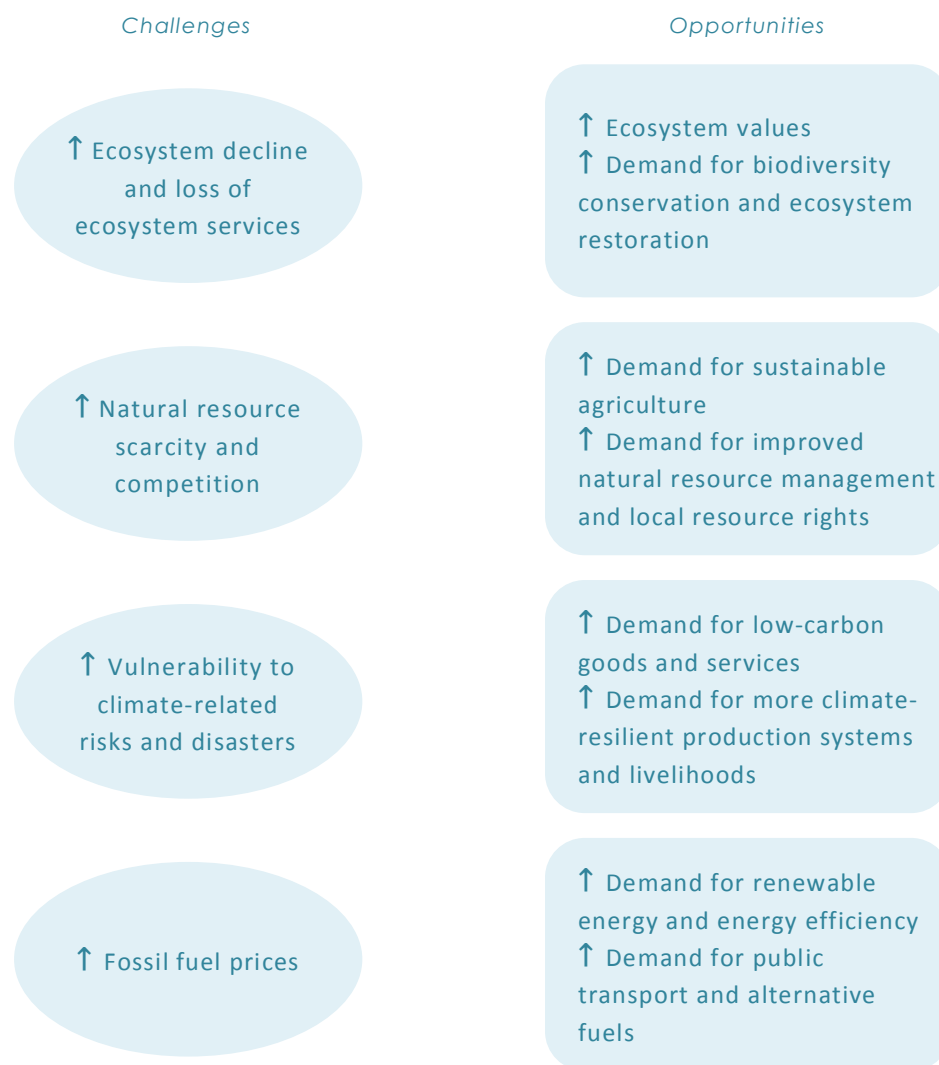 Challenges
Opportunities
↑ Ecosystem decline
and loss of
ecosystem services
↑ Ecosystem values
↑ Demand for biodiversity
conservation and ecosystem
restoration
↑ Natural resource
scarcity and
competition
↑ Demand for sustainable
agriculture
↑ Demand for improved
natural resource management
and local resource rights
↑ Vulnerability to
climate-related
risks and disasters
↑ Demand for low-carbon
goods and services
↑ Demand for more climate-
resilient production systems
and livelihoods
↑ Fossil fuel prices
↑ Demand for renewable
energy and energy efficiency
↑ Demand for public
transport and alternative
fuels